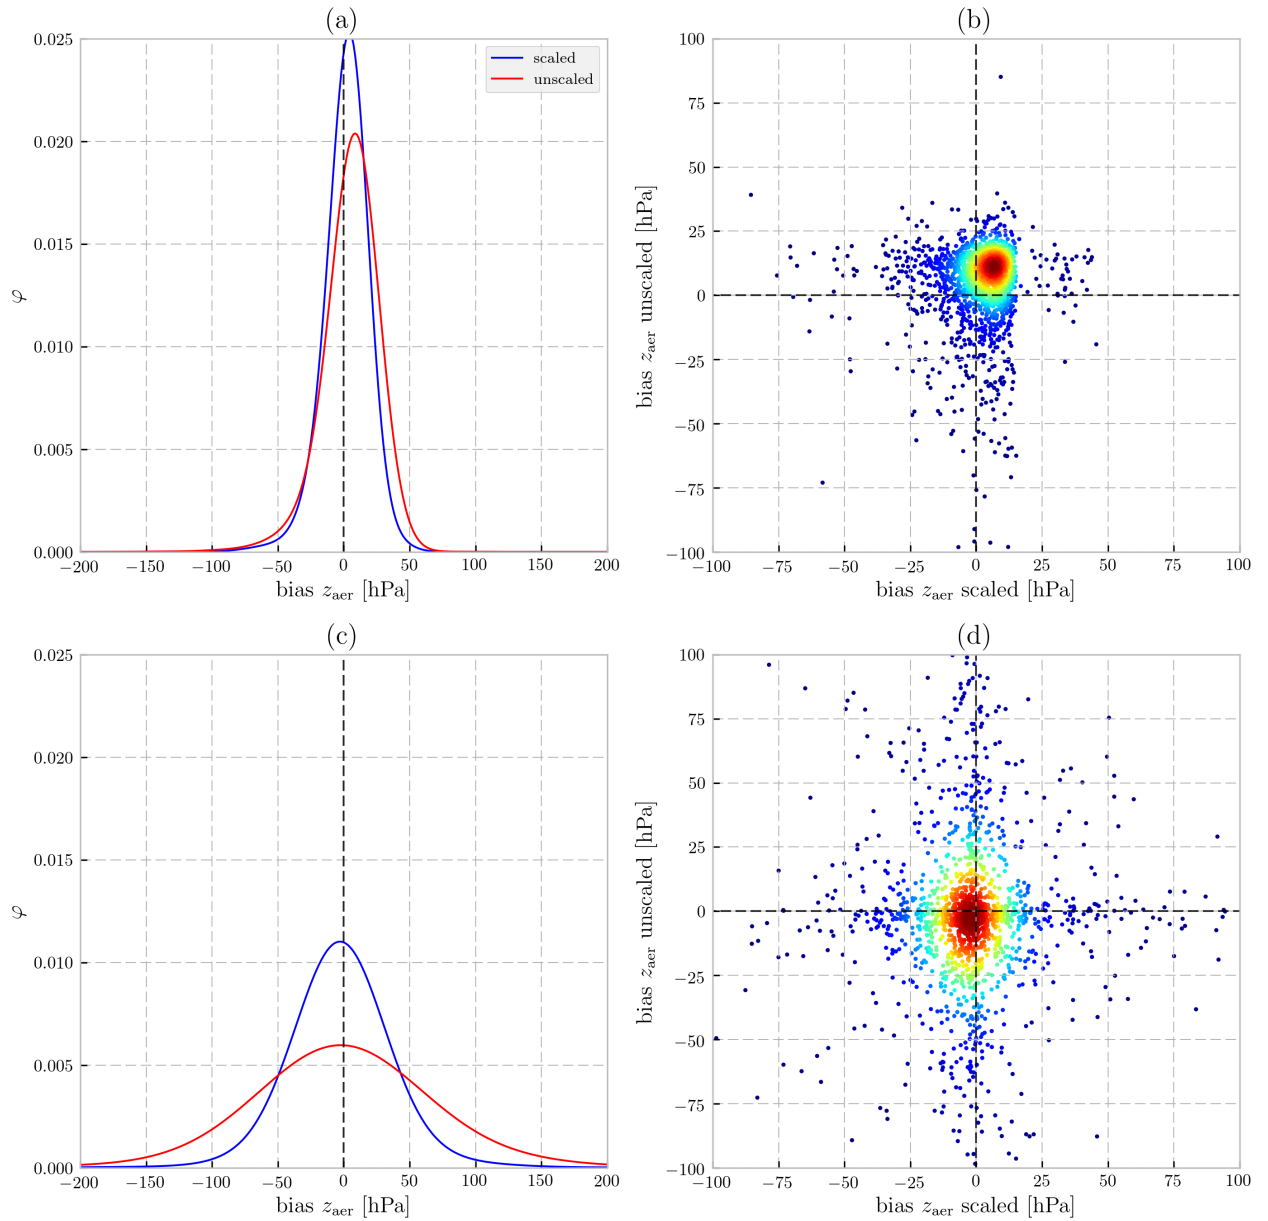 (a)
0.025
0.020
0.015
0.010
0.005
0.000
φ
−200 −150 −100 −50 0 50 100 150 200
bias z_aer [hPa]
scaled
unscaled
(b)
100
75
50
25
0
−25
−50
−75
−100
bias z_aer unscaled [hPa]
−100 −75 −50 −25 0 25 50 75 100
bias z_aer scaled [hPa]
(c)
0.025
0.020
0.015
0.010
0.005
0.000
φ
−200 −150 −100 −50 0 50 100 150 200
bias z_aer [hPa]
(d)
100
75
50
25
0
−25
−50
−75
−100
bias z_aer unscaled [hPa]
−100 −75 −50 −25 0 25 50 75 100
bias z_aer scaled [hPa]